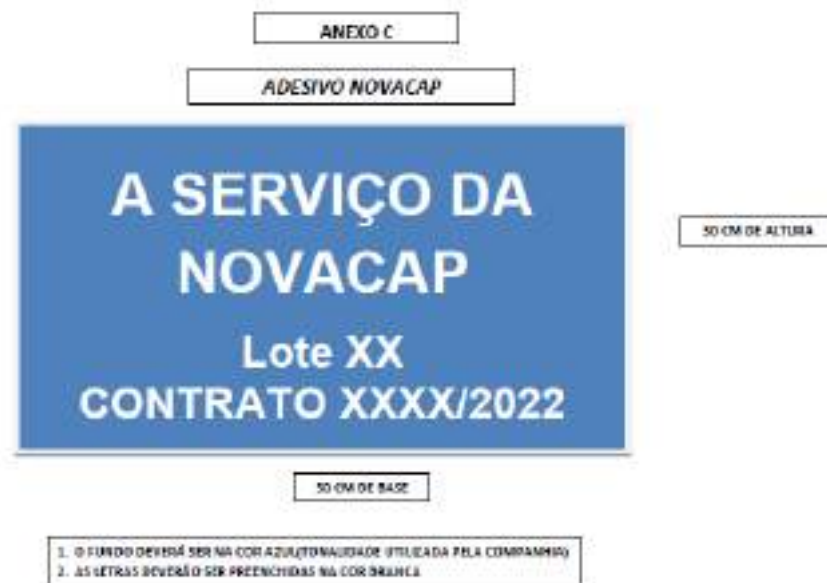 ANEXO C
ADESIVO NOVACAP
A SERVIÇO DA
NOVACAP
Lote XX
CONTRATO XXXX/2022
CM DE ALTURA
50 CM DE BASE
1. O FUNDO DEVERÁ SER NA COR AZUL(TONALIDADE UTILIZADA PELA COMPANHIA)
2. AS LETRAS DEVERÃO SER PREENCHIDAS NA COR BRANCA